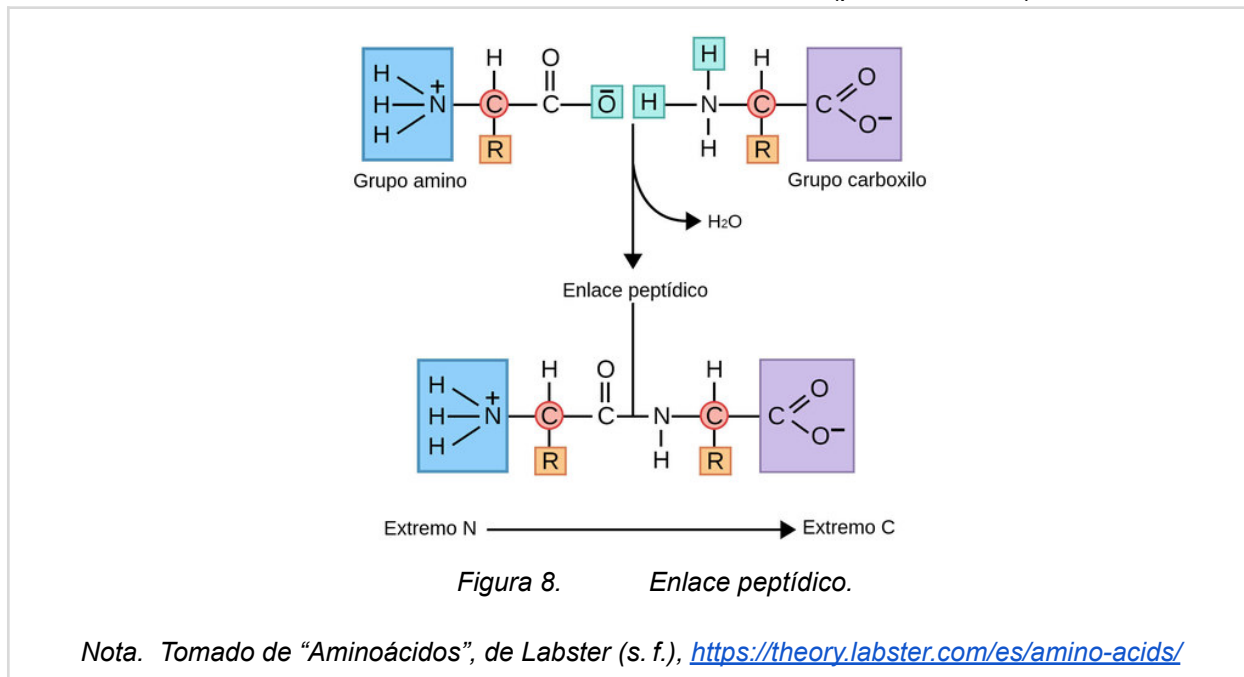 H H O H H
H H H N + C C Ō H N C C O O–
R H R
Grupo amino Grupo carboxilo
H₂O
Enlace peptídico
H O H
H H H N + C C N C C O O–
R H R
Extremo N Extremo C
Figura 8. Enlace peptídico.
Nota. Tomado de “Aminoácidos”, de Labster (s. f.), https://theory.labster.com/es/amino-acids/